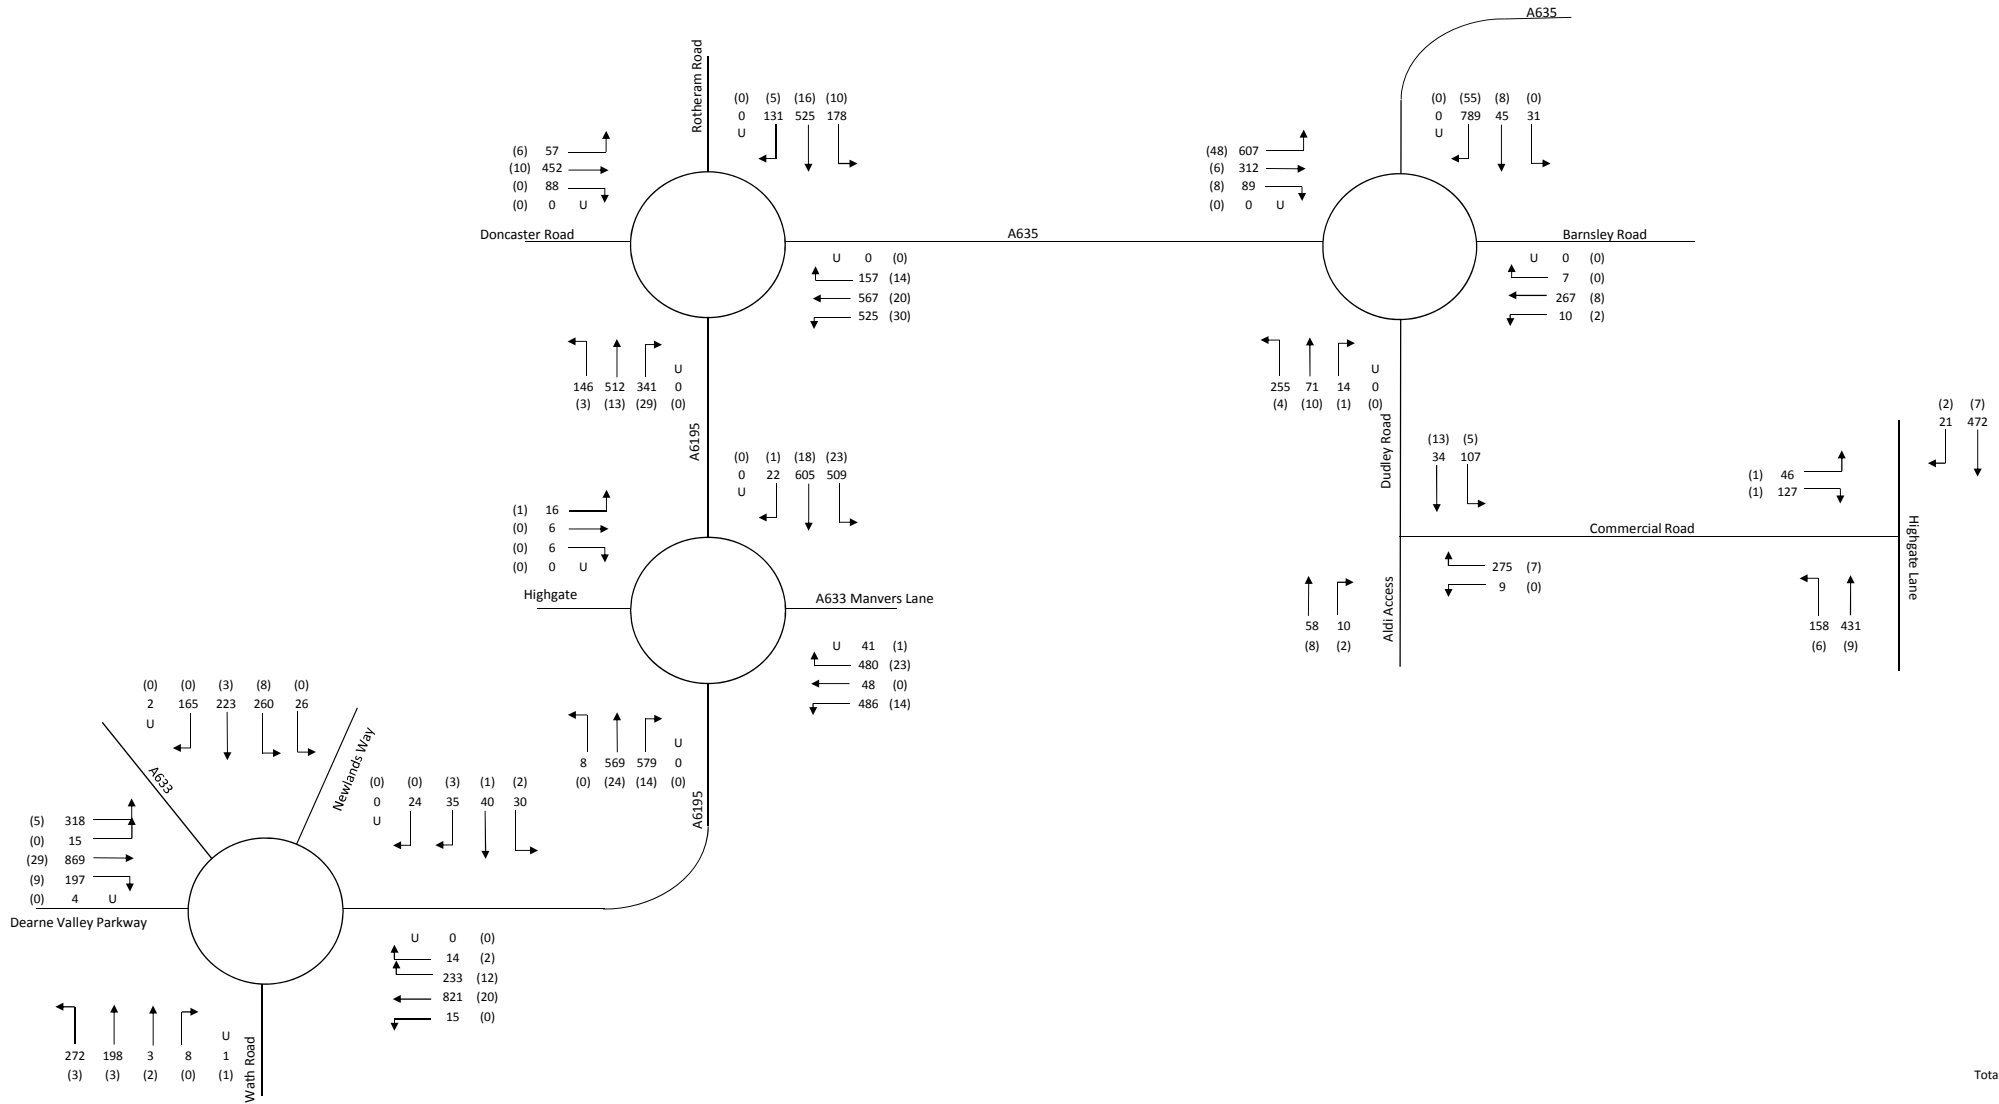 A635
Rotheram Road
(0) (5) (16) (10)
0 131 525 178
U
(6) 57
(10) 452
(0) 88
(0) 0 U
Doncaster Road
A635
U 0 (0)
157 (14)
567 (20)
525 (30)
U
146 512 341 0
(3) (13) (29) (0)
A6195
(0) (55) (8) (0)
0 789 45 31
U
(48) 607
(6) 312
(8) 89
(0) 0 U
Barnsley Road
U 0 (0)
7 (0)
267 (8)
10 (2)
U
255 71 14 0
(4) (10) (1) (0)
Dudley Road
(13) (5)
34 107
(2) (7)
21 472
(1) 46
(1) 127
Commercial Road
Highgate Lane
275 (7)
9 (0)
Aldi Access
58 10
(8) (2)
158 431
(6) (9)
(0) (1) (18) (23)
0 22 605 509
U
(1) 16
(0) 6
(0) 6
(0) 0 U
Highgate
A633 Manvers Lane
U 41 (1)
480 (23)
48 (0)
486 (14)
U
8 569 579 0
(0) (24) (14) (0)
A6195
(0) (0) (3) (8) (0)
2 165 223 260 26
U
A633
Newlands Way
(0) (0) (3) (1) (2)
0 24 35 40 30
U
(5) 318
(0) 15
(29) 869
(9) 197
(0) 4 U
Dearne Valley Parkway
U 0 (0)
14 (2)
233 (12)
821 (20)
15 (0)
U
272 198 3 8 1
(3) (3) (2) (0) (1)
Wath Road
Tota